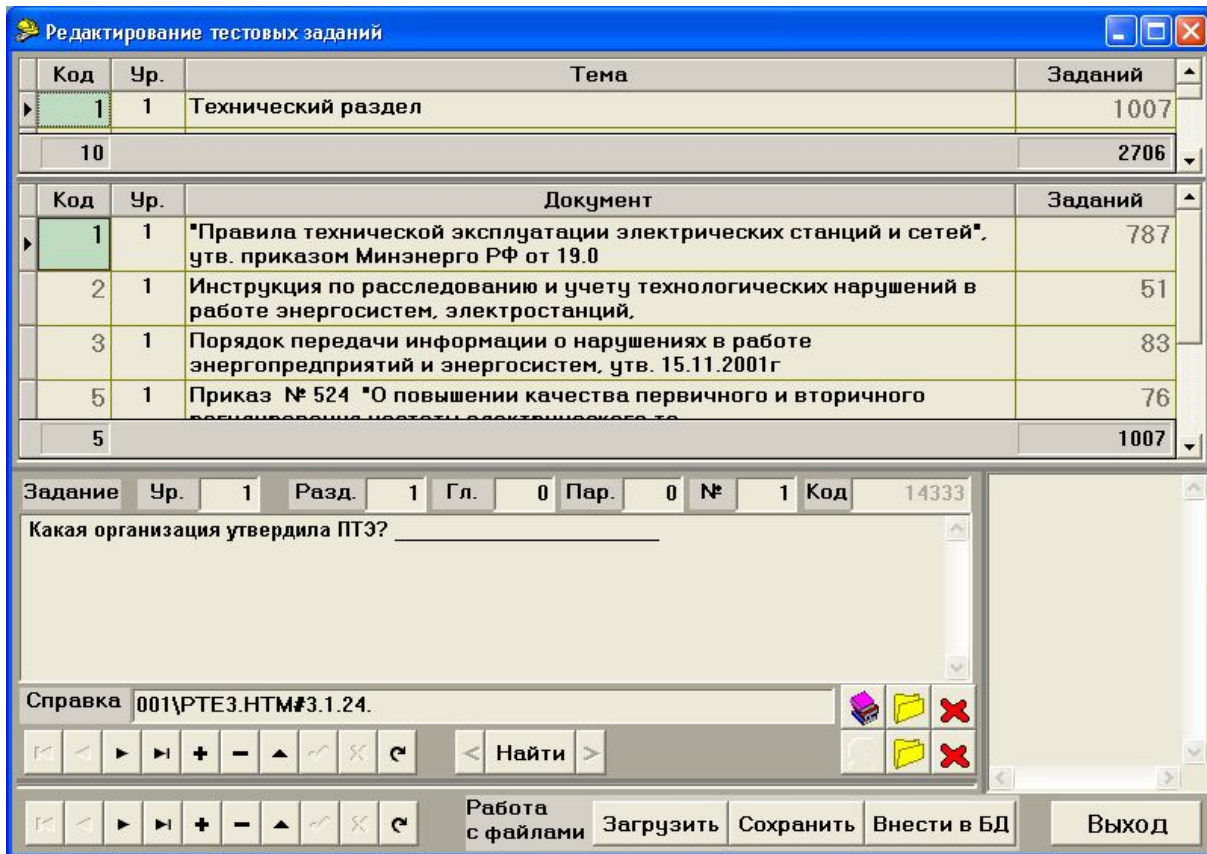 Редактирование тестовых заданий
Код Ур. Тема Заданий
1 1 Технический раздел 1007
10 2706
Код Ур. Документ Заданий
1 1 "Правила технической эксплуатации электрических станций и сетей", 787
утв. приказом Минэнерго РФ от 19.0
2 1 Инструкция по расследованию и учету технологических нарушений в 51
работе энергосистем, электростанций,
3 1 Порядок передачи информации о нарушениях в работе 83
энергопредприятий и энергосистем, утв. 15.11.2001г
5 1 Приказ № 524 "О повышении качества первичного и вторичного 76
регулирования частоты электрического то
5 1007
Задание Ур. 1 Разд. 1 Гл. 0 Пар. 0 № 1 Код 14333
Какая организация утвердила ПТЭ? ______________________
Справка 001\PTE3.HTM#3.1.24.
< Найти >
Работа
с файлами Загрузить Сохранить Внести в БД Выход